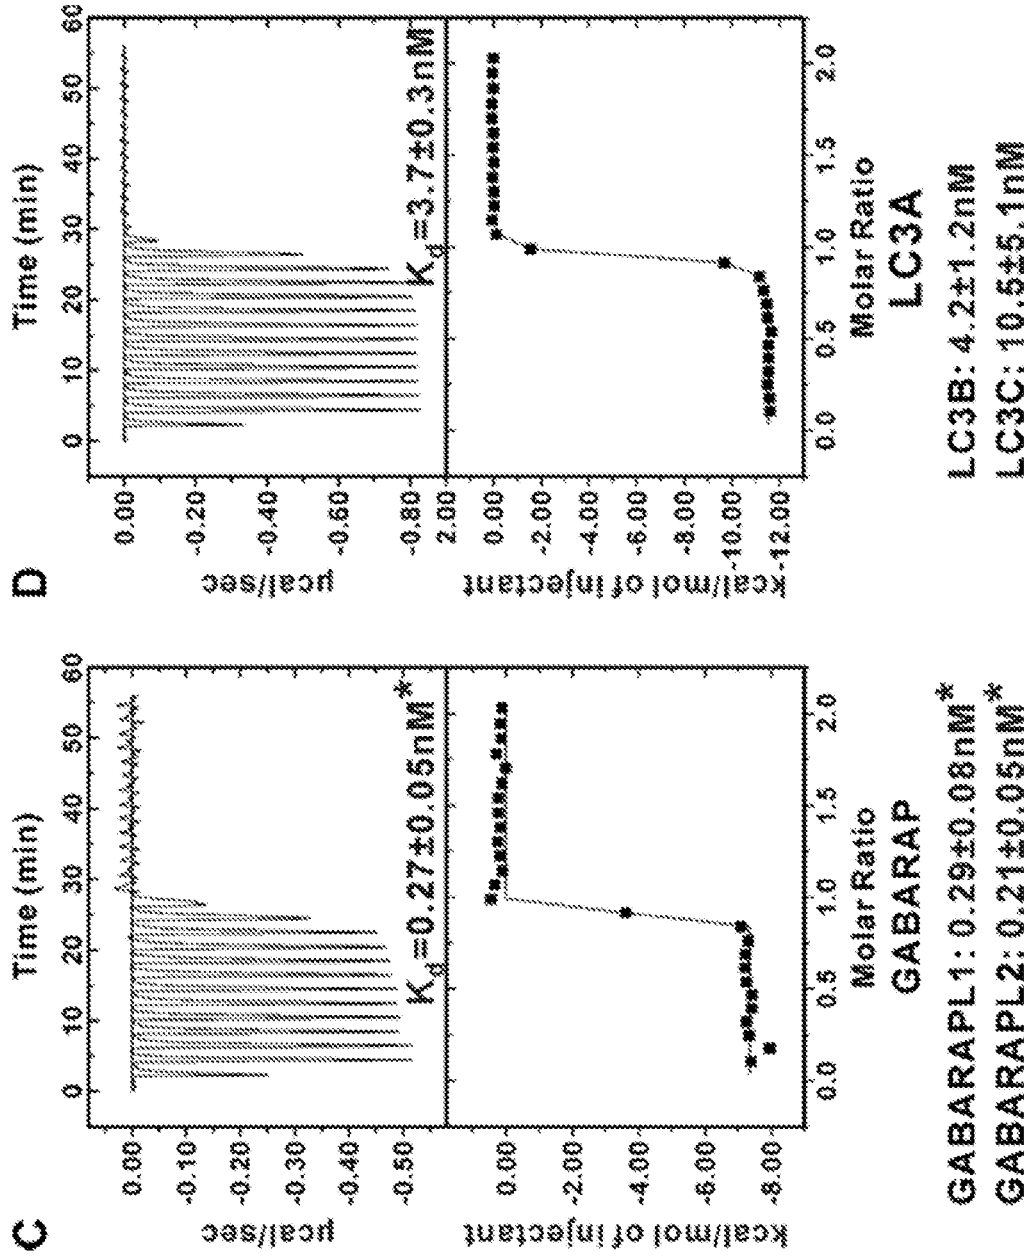 C
Time (min)
0 10 20 30 40 50 60
0.00
-0.10
-0.20
-0.30
-0.40
-0.50
µcal/sec
Kd=0.27±0.05nM*
0.00
-2.00
-4.00
-6.00
-8.00
kcal/mol of injectant
0.0 0.5 1.0 1.5 2.0
Molar Ratio
GABARAP
GABARAPL1: 0.29±0.08nM*
GABARAPL2: 0.21±0.05nM*
D
Time (min)
0 10 20 30 40 50 60
0.00
-0.20
-0.40
-0.60
-0.80
µcal/sec
Kd=3.7±0.3nM
2.00
0.00
-2.00
-4.00
-6.00
-8.00
-10.00
-12.00
Kcal/mol of injectant
0.0 0.5 1.0 1.5 2.0
Molar Ratio
LC3A
LC3B: 4.2±1.2nM
LC3C: 10.5±5.1nM